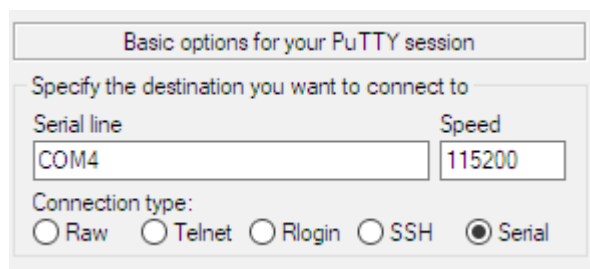 Basic options for your PuTTY session
Specify the destination you want to connect to
Serial line Speed
COM4 115200
Connection type:
Raw Telnet Rlogin SSH Serial